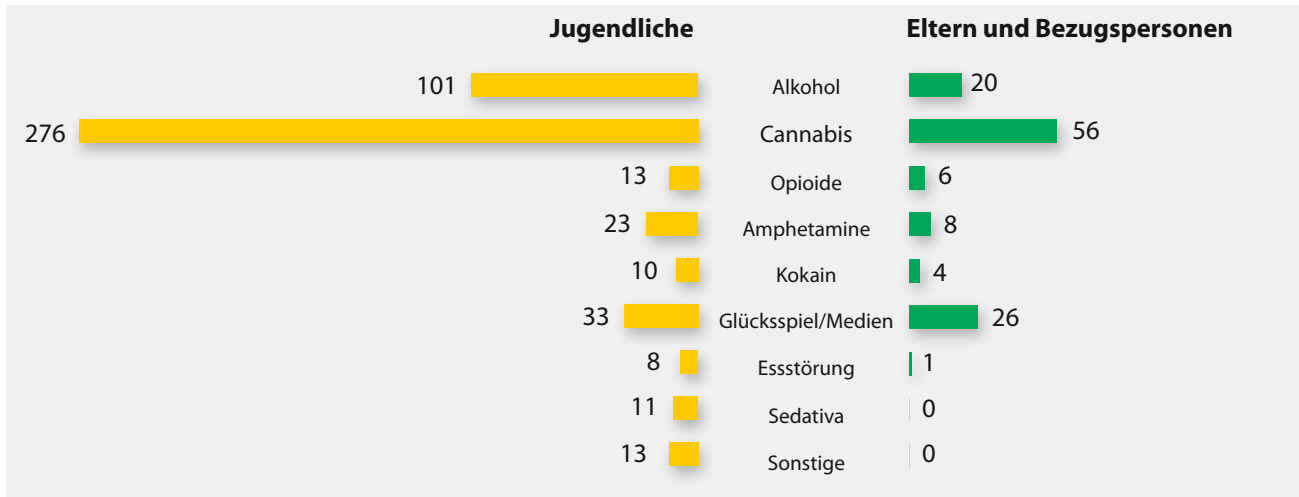 Jugendliche Eltern und Bezugspersonen
101 Alkohol 20
276 Cannabis 56
13 Opioide 6
23 Amphetamine 8
10 Kokain 4
33 Glücksspiel/Medien 26
8 Essstörung 1
11 Sedativa 0
13 Sonstige 0